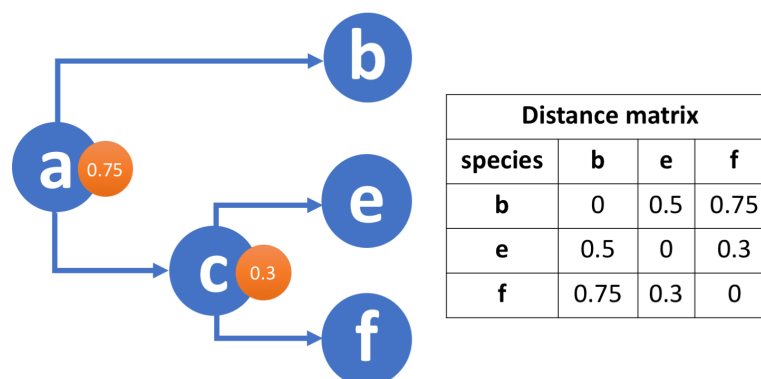 b
a
0.75
e
c
0.3
f
Distance matrix
species b e f
b 0 0.5 0.75
e 0.5 0 0.3
f 0.75 0.3 0